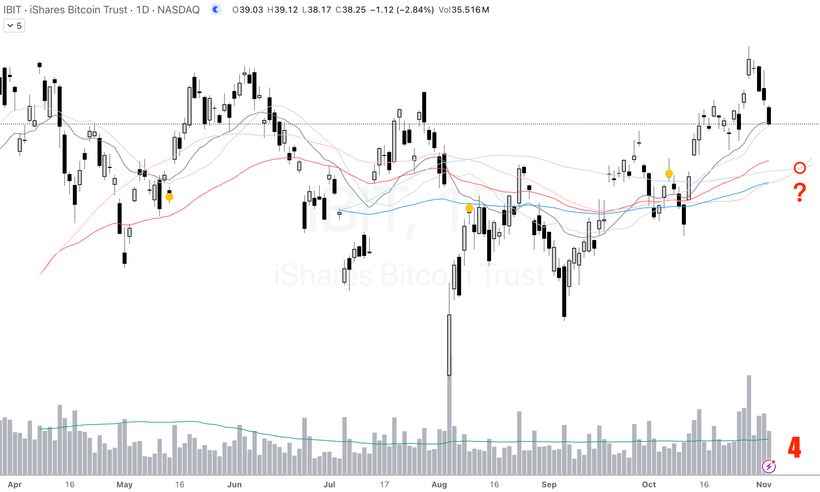 IBIT · iShares Bitcoin Trust · 1D · NASDAQ O39.03 H39.12 L38.17 C38.25 −1.12 (−2.84%) Vol35.516M
5
IBIT, 1D
iShares Bitcoin Trust
?
4
Apr 16 May 16 Jun 16 Jul 17 Aug 16 Sep 16 Oct 16 Nov